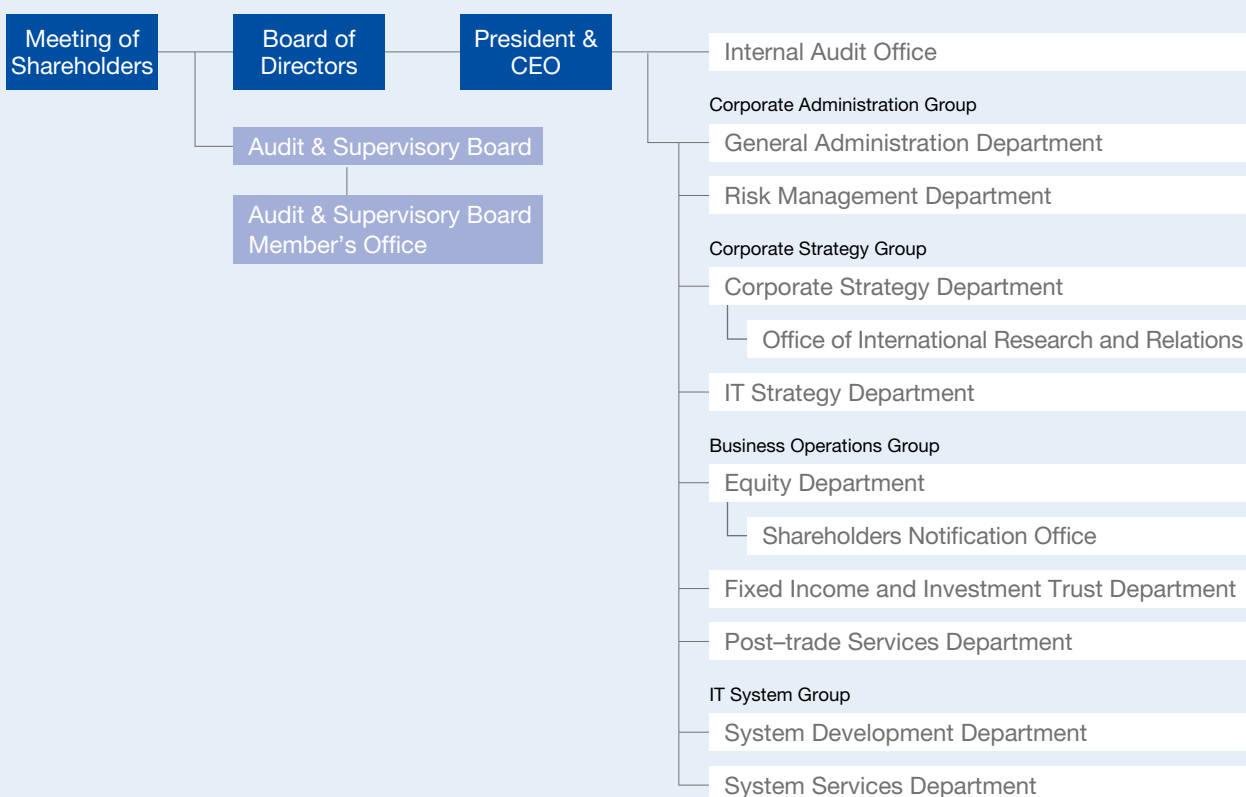 Meeting of
Shareholders
Board of
Directors
President &
CEO
Audit & Supervisory Board
Audit & Supervisory Board
Member’s Office
Internal Audit Office
Corporate Administration Group
General Administration Department
Risk Management Department
Corporate Strategy Group
Corporate Strategy Department
Office of International Research and Relations
IT Strategy Department
Business Operations Group
Equity Department
Shareholders Notification Office
Fixed Income and Investment Trust Department
Post–trade Services Department
IT System Group
System Development Department
System Services Department